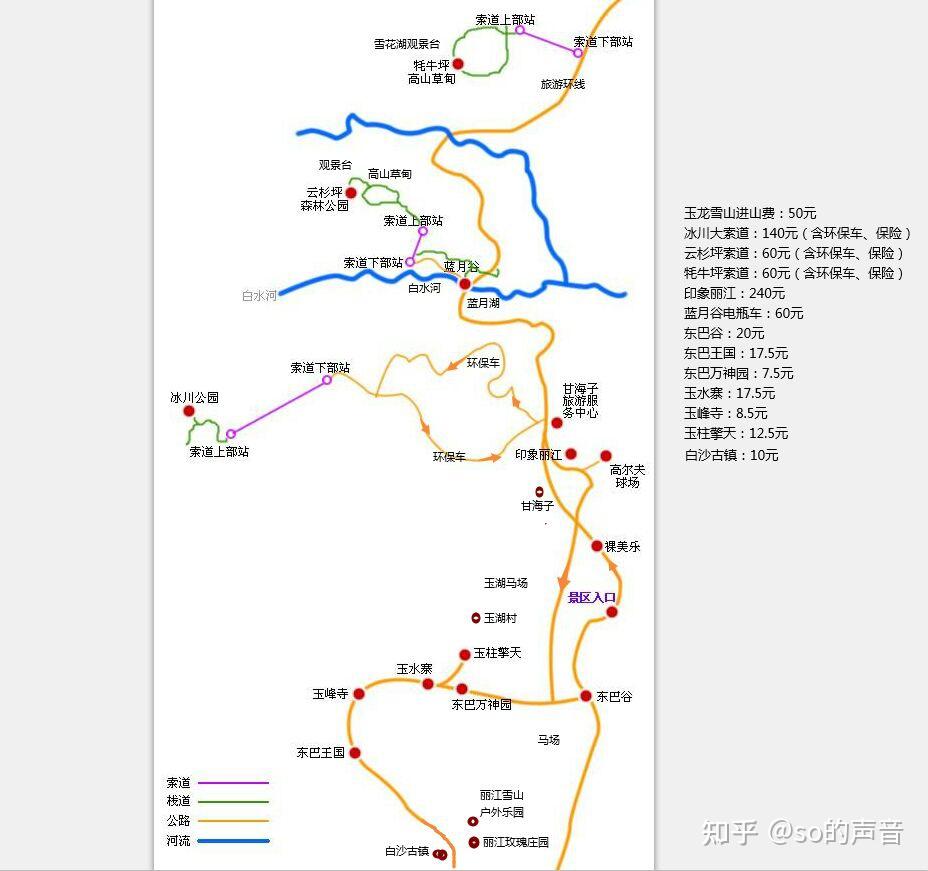 索道上部站
雪花湖观景台
索道下部站
牦牛坪
高山草甸
旅游环线
观景台
高山草甸
云杉坪
森林公园
索道上部站
索道下部站
蓝月谷
白水河
白水河
蓝月湖
索道下部站
环保车
冰川公园
索道上部站
环保车
甘海子
旅游服
务中心
印象丽江
高尔夫
球场
甘海子
裸美乐
玉湖马场
景区入口
玉湖村
玉柱擎天
玉水寨
玉峰寺
东巴万神园
东巴谷
马场
东巴王国
丽江雪山
户外乐园
丽江玫瑰庄园
白沙古镇
索道
栈道
公路
河流
玉龙雪山进山费：50元
冰川大索道：140元（含环保车、保险）
云杉坪索道：60元（含环保车、保险）
牦牛坪索道：60元（含环保车、保险）
印象丽江：240元
蓝月谷电瓶车：60元
东巴谷：20元
东巴王国：17.5元
东巴万神园：7.5元
玉水寨：17.5元
玉峰寺：8.5元
玉柱擎天：12.5元
白沙古镇：10元
知乎 @so的声音